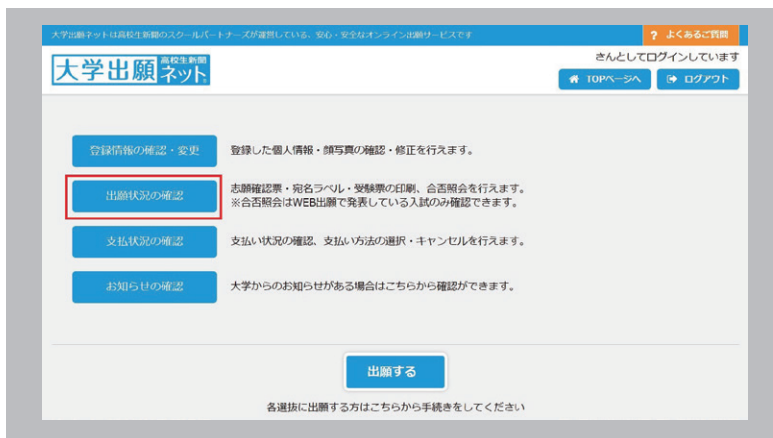 大学出願ネットは高校生新聞のスクールパートナーズが運営している、安心・安全なオンライン出願サービスです
? よくあるご質問
大学出願 高校生新聞 ネット
さんとしてログインしています
TOPページへ
ログアウト
登録情報の確認・変更
登録した個人情報・顔写真の確認・修正を行えます。
出願状況の確認
志願確認票・宛名ラベル・受験票の印刷、合否照会を行えます。
※合否照会はWEB出願で発表している入試のみ確認できます。
支払状況の確認
支払い状況の確認、支払い方法の選択・キャンセルを行えます。
お知らせの確認
大学からのお知らせがある場合はこちらから確認ができます。
出願する
各選抜に出願する方はこちらから手続きをしてください